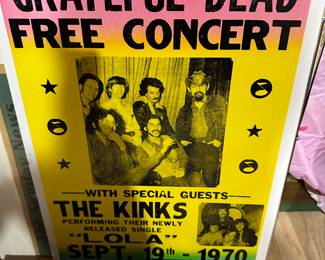 GRATEFUL DEAD
FREE CONCERT
WITH SPECIAL GUESTS
THE KINKS
PERFORMING THEIR NEWLY
RELEASED SINGLE
"LOLA"
SEPT. 19th - 1970